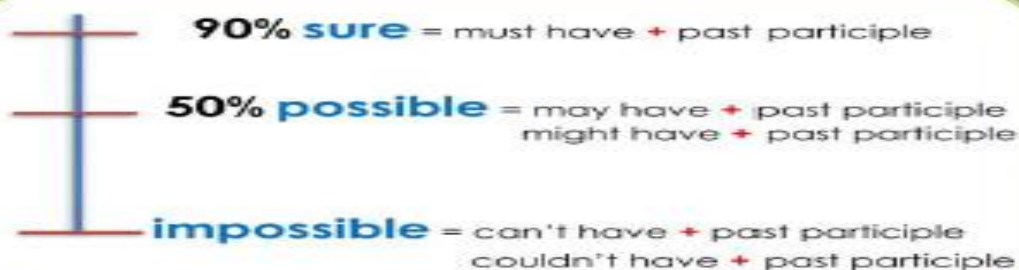 90% sure = must have + past participle
50% possible = may have + past participle
might have + past participle
impossible = can't have + past participle
couldn't have + past participle